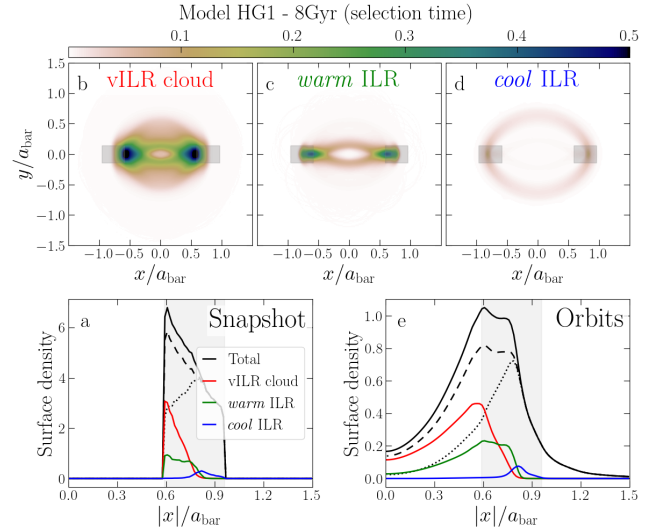 Model HG1 - 8Gyr (selection time)
0.1 0.2 0.3 0.4 0.5
b vILR cloud
c warm ILR
d cool ILR
1.5
1.0
0.5
0.0
−0.5
−1.0
−1.5
y/a_bar
−1.0 −0.5 0.0 0.5 1.0
−1.0 −0.5 0.0 0.5 1.0
−1.0 −0.5 0.0 0.5 1.0
x/a_bar
x/a_bar
x/a_bar
a Snapshot
Surface density
6
4
2
0
Total
vILR cloud
warm ILR
cool ILR
0.0 0.3 0.6 0.9 1.2 1.5
|x|/a_bar
e Orbits
Surface density
1.0
0.8
0.6
0.4
0.2
0.0
0.0 0.3 0.6 0.9 1.2 1.5
|x|/a_bar